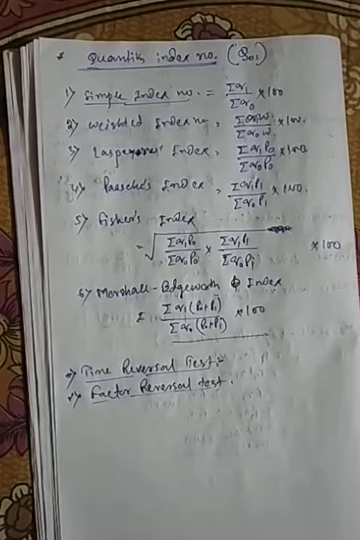 * Quantity index no. (Q₀₁)
1) Simple Index no. = Σq₁ / Σq₀ × 100
2) Weighted Index no, = Σq₁w / Σq₀w × 100.
3) Laspeyres' Index, = Σq₁P₀ / Σq₀P₀ × 100
4) Paasche's Index, Σq₁P₁ / Σq₀P₁ × 100.
5) Fisher's Index
= √(Σq₁P₀ / Σq₀P₀ × Σq₁P₁ / Σq₀P₁) × 100
6) Marshall-Edgeworth Index
= Σq₁(P₀+P₁) / Σq₀(P₀+P₁) × 100
Time Reversal Test:-
Factor Reversal test.